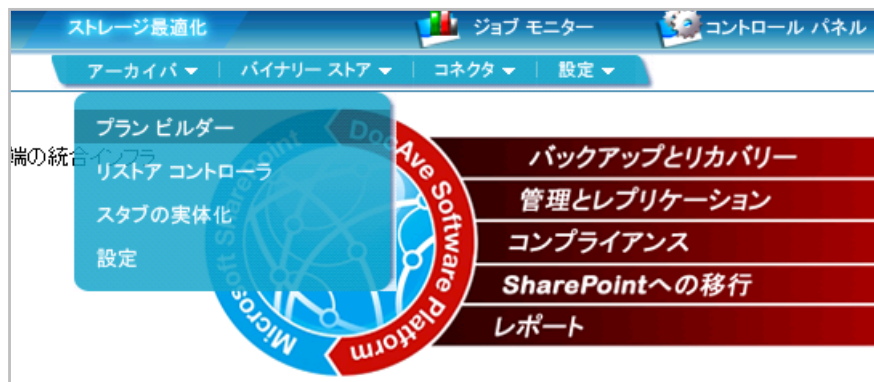 ストレージ最適化 ジョブ モニター コントロール パネル
アーカイバ バイナリー ストア コネクタ 設定
プラン ビルダー
リストア コントローラ
スタブの実体化
設定
端の統合インフラ
Microsoft SharePoint
DocAve Software Platform
バックアップとリカバリー
管理とレプリケーション
コンプライアンス
SharePointへの移行
レポート